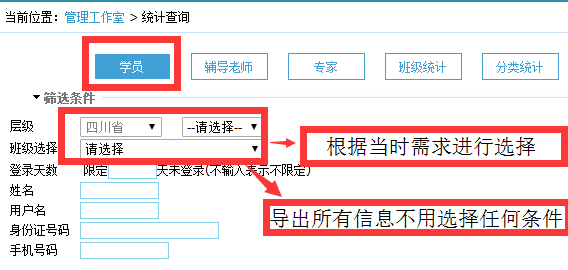 当前位置：管理工作室 > 统计查询
学员 辅导老师 专家 班级统计 分类统计
筛选条件
层级 四川省 --请选择--
班级选择 请选择
根据当时需求进行选择
登录天数 限定 天未登录(不输入表示不限定)
姓名
用户名
导出所有信息不用选择任何条件
身份证号码
手机号码